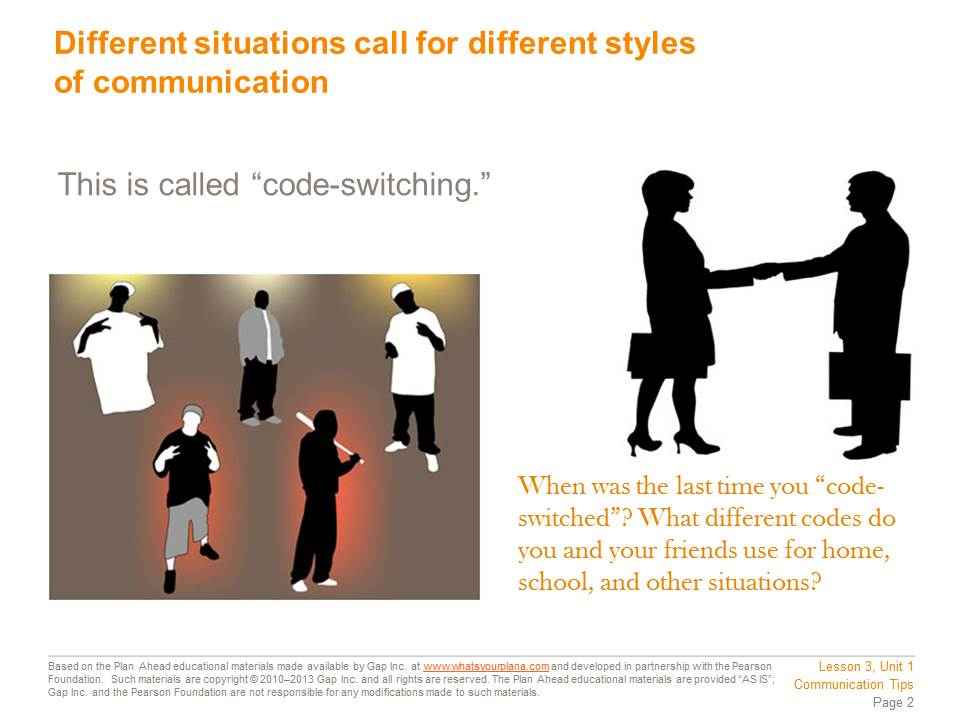 Different situations call for different styles
of communication
This is called “code-switching.”
When was the last time you “code-
switched”? What different codes do
you and your friends use for home,
school, and other situations?
Based on the Plan Ahead educational materials made available by Gap Inc. at www.whatsyourplana.com and developed in partnership with the Pearson
Foundation. Such materials are copyright © 2010–2013 Gap Inc. and all rights are reserved. The Plan Ahead educational materials are provided “AS IS”;
Gap Inc. and the Pearson Foundation are not responsible for any modifications made to such materials.
Lesson 3, Unit 1
Communication Tips
Page 2